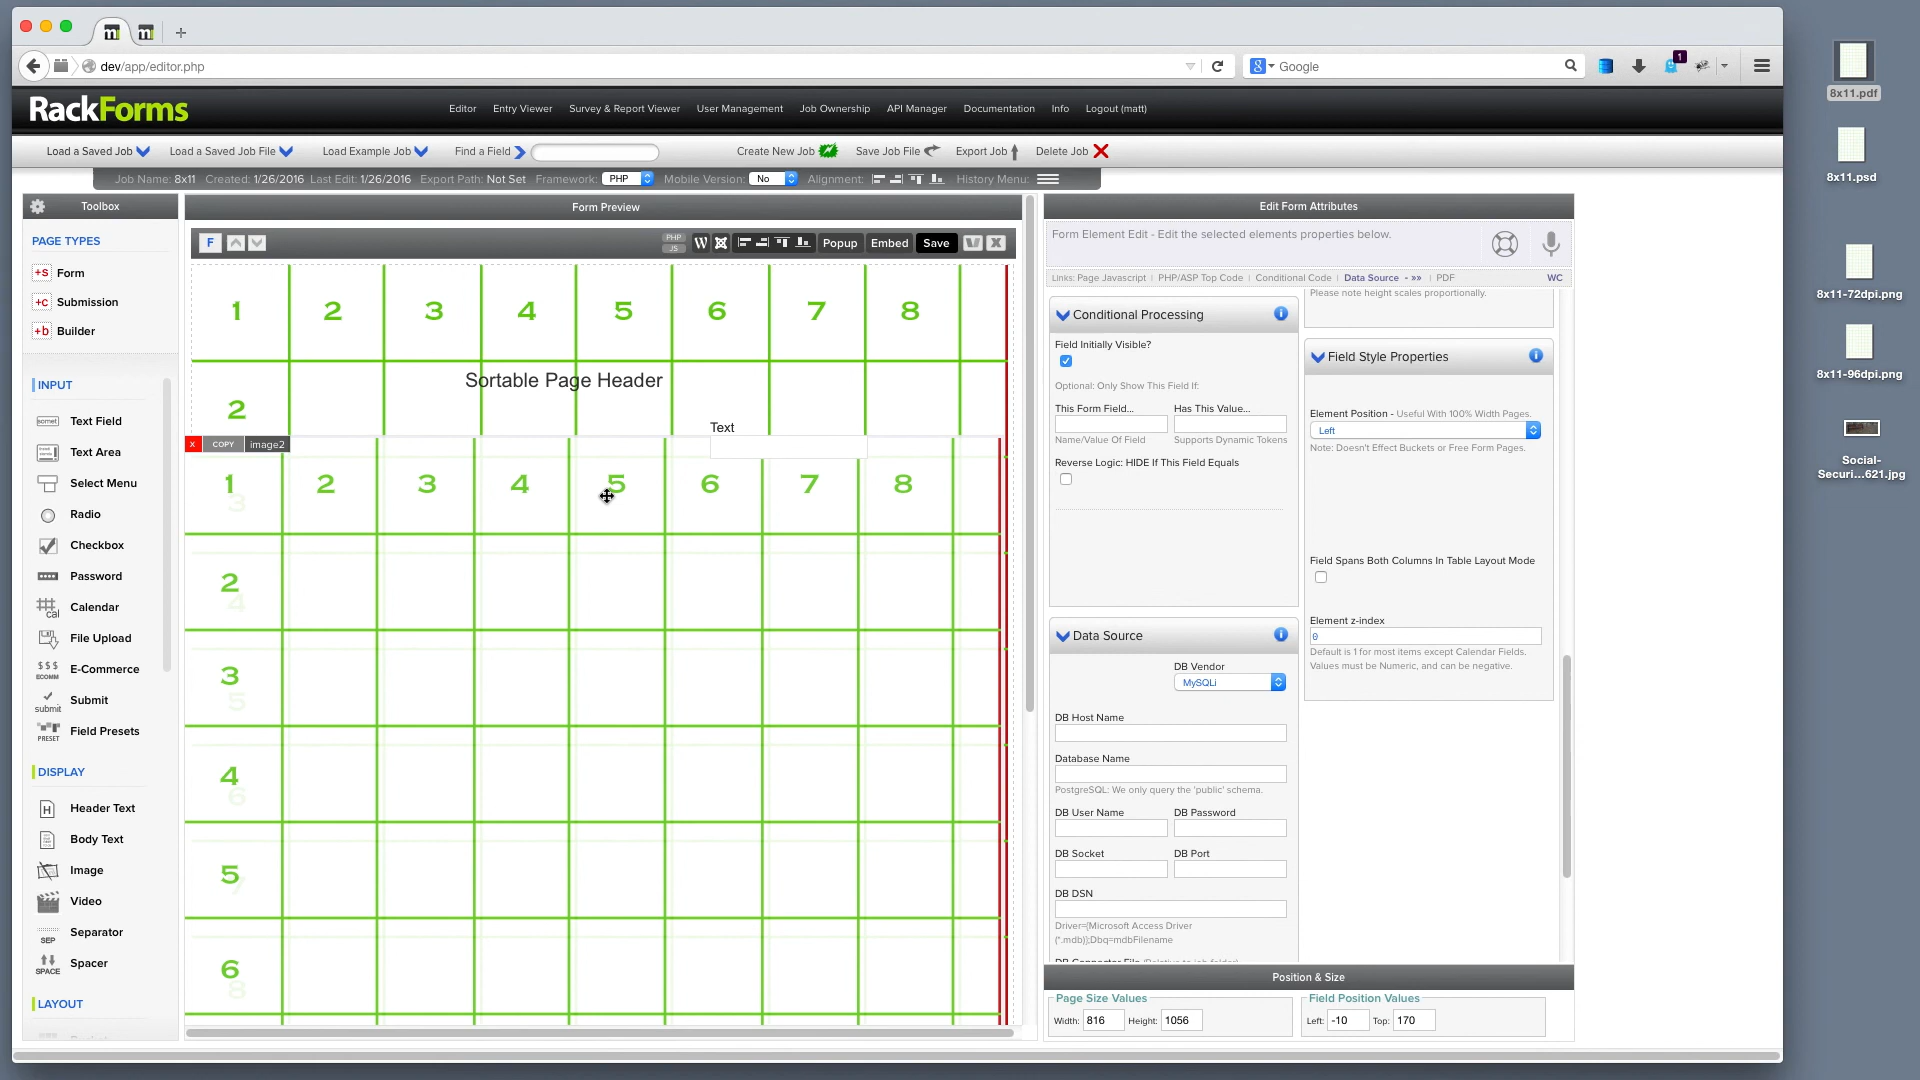 dev/app/editor.php
Google
1
RackForms
Editor Entry Viewer Survey & Report Viewer User Management Job Ownership API Manager Documentation Info Logout (matt)
Load a Saved Job Load a Saved Job File Load Example Job Find a Field Create New Job Save Job File Export Job Delete Job
Job Name: 8x11 Created: 1/26/2016 Last Edit: 1/26/2016 Export Path: Not Set Framework: PHP Mobile Version: No Alignment: History Menu:
Toolbox
PAGE TYPES
+s Form
+c Submission
+b Builder
INPUT
Text Field
Text Area
Select Menu
Radio
Checkbox
Password
cal Calendar
File Upload
$ $ $ ECOMM E-Commerce
submit Submit
PRESET Field Presets
DISPLAY
H Header Text
Body Text
Image
Video
SEP Separator
SPACE Spacer
LAYOUT
Form Preview
F PHP JS W Popup Embed Save
1 2 3 4 5 6 7 8
Sortable Page Header
2
Text
x COPY image2
1 2 3 4 5 6 7 8
3
2
4
3
5
4
6
5
7
6
8
Edit Form Attributes
Form Element Edit - Edit the selected elements properties below.
Links: Page Javascript | PHP/ASP Top Code | Conditional Code | Data Source - »» | PDF WC
Conditional Processing
Field Initially Visible?
Optional: Only Show This Field If:
This Form Field... Has This Value...
Name/Value Of Field Supports Dynamic Tokens
Reverse Logic: HIDE If This Field Equals
Data Source
DB Vendor
MySQLi
DB Host Name
Database Name
PostgreSQL: We only query the 'public' schema.
DB User Name DB Password
DB Socket DB Port
DB DSN
Driver={Microsoft Access Driver
(*.mdb)};Dbq=mdbFilename
Please note height scales proportionally.
Field Style Properties
Element Position - Useful With 100% Width Pages.
Left
Note: Doesn't Effect Buckets or Free Form Pages.
Field Spans Both Columns In Table Layout Mode
Element z-index
0
Default is 1 for most items except Calendar Fields.
Values must be Numeric, and can be negative.
Position & Size
Page Size Values
Width: 816 Height: 1056
Field Position Values
Left: -10 Top: 170
8x11.pdf
8x11.psd
8x11-72dpi.png
8x11-96dpi.png
Social-
Securi...621.jpg